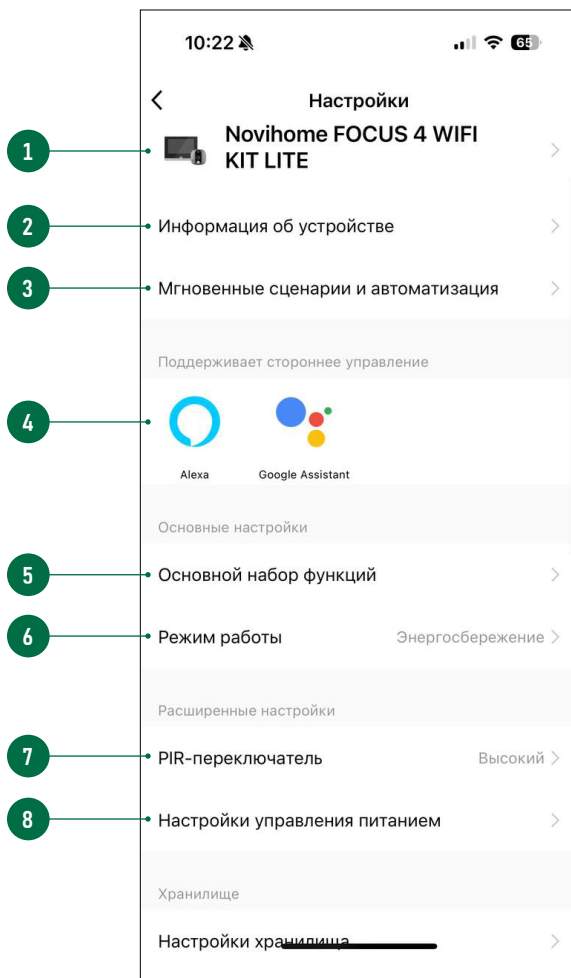 10:22
65
Настройки
1
Novihome FOCUS 4 WIFI
KIT LITE
2
Информация об устройстве
3
Мгновенные сценарии и автоматизация
Поддерживает стороннее управление
4
Alexa
Google Assistant
Основные настройки
5
Основной набор функций
6
Режим работы
Энергосбережение
Расширенные настройки
7
PIR-переключатель
Высокий
8
Настройки управления питанием
Хранилище
Настройки хранилища